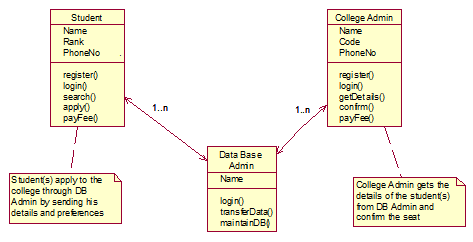 Student
Name
Rank
PhoneNo
register()
login()
search()
apply()
payFee()
College Admin
Name
Code
PhoneNo
register()
login()
getDetails()
confirm()
payFee()
1..n
1..n
Data Base
Admin
Name
login()
transferData()
maintainDB()
Student(s) apply to the
college through DB
Admin by sending his
details and preferences
College Admin gets the
details of the student(s)
from DB Admin and
confirm the seat